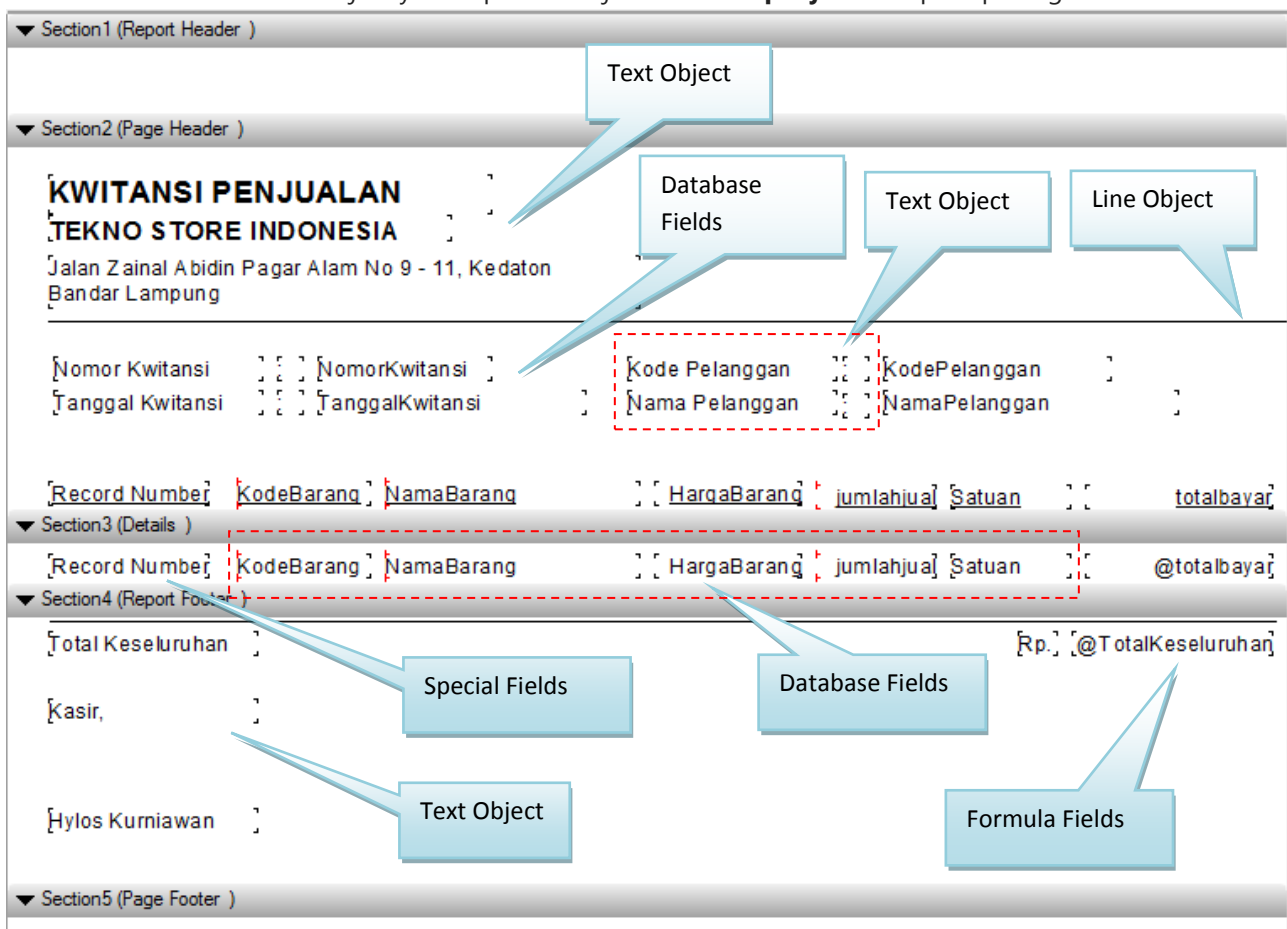 Section1 (Report Header )
Text Object
Section2 (Page Header )
KWITANSI PENJUALAN
TEKNO STORE INDONESIA
Jalan Zainal Abidin Pagar Alam No 9 - 11, Kedaton
Bandar Lampung
Database
Fields
Text Object
Line Object
Nomor Kwitansi : NomorKwitansi Kode Pelanggan : KodePelanggan
Tanggal Kwitansi : TanggalKwitansi Nama Pelanggan : NamaPelanggan
Record Number KodeBarang NamaBarang HargaBarang jumlahjual Satuan totalbayar
Section3 (Details )
Record Number KodeBarang NamaBarang HargaBarang jumlahjual Satuan @totalbayar
Section4 (Report Footer )
Total Keseluruhan Rp. @TotalKeseluruhan
Special Fields
Database Fields
Kasir,
Text Object
Formula Fields
Hylos Kurniawan
Section5 (Page Footer )